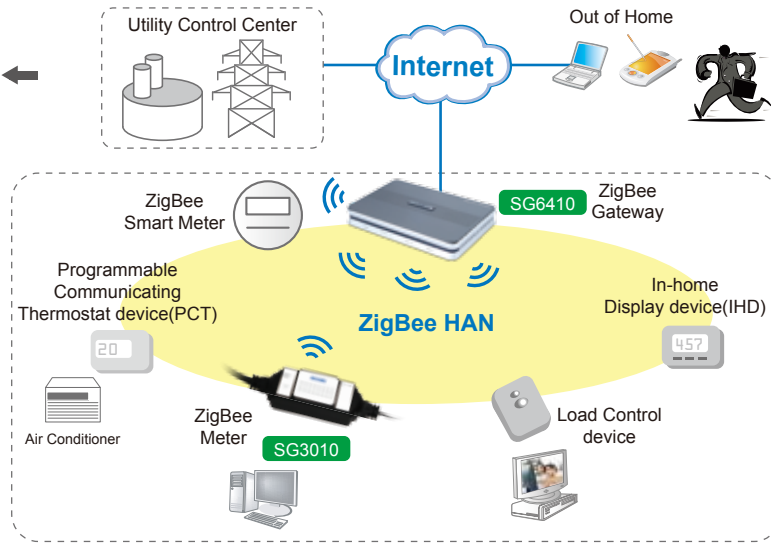 Utility Control Center
Internet
Out of Home
ZigBee
Smart Meter
SG6410
ZigBee
Gateway
Programmable
Communicating
Thermostat device(PCT)
20
ZigBee HAN
In-home
Display device(IHD)
457
Air Conditioner
ZigBee
Meter
SG3010
Load Control
device